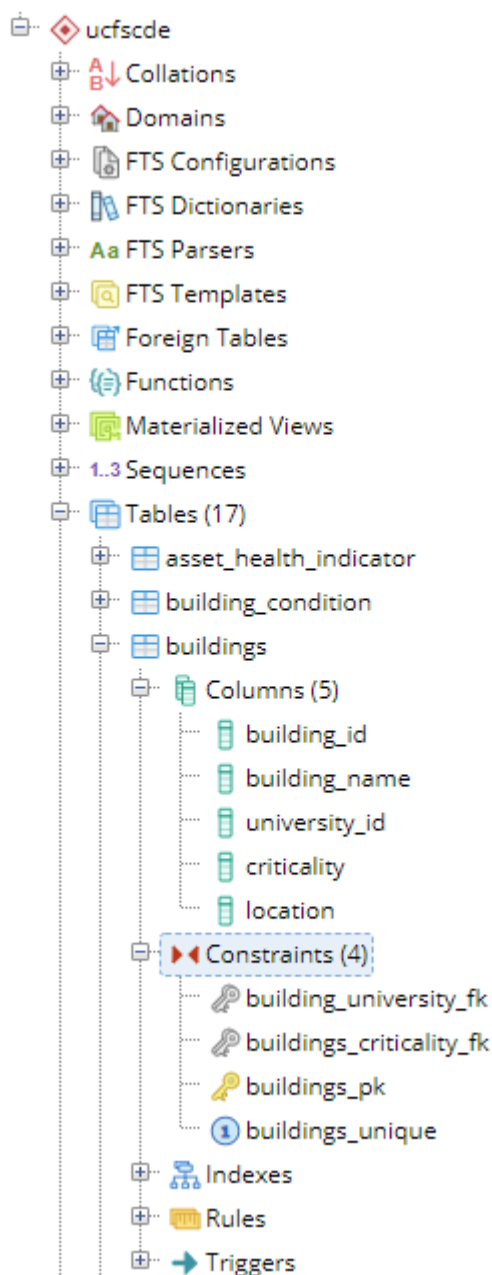 ucfscde
A B Collations
Domains
FTS Configurations
FTS Dictionaries
Aa FTS Parsers
FTS Templates
Foreign Tables
Functions
Materialized Views
1..3 Sequences
Tables (17)
asset_health_indicator
building_condition
buildings
Columns (5)
building_id
building_name
university_id
criticality
location
Constraints (4)
building_university_fk
buildings_criticality_fk
buildings_pk
1 buildings_unique
Indexes
Rules
Triggers